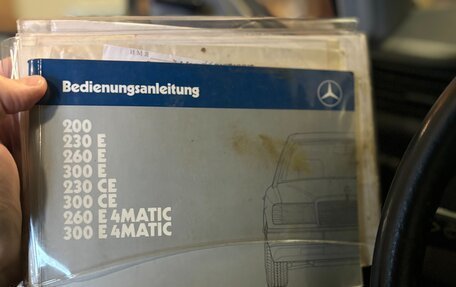 Bedienungsanleitung
200
230 E
260 E
300 E
230 CE
300 CE
260 E 4MATIC
300 E 4MATIC